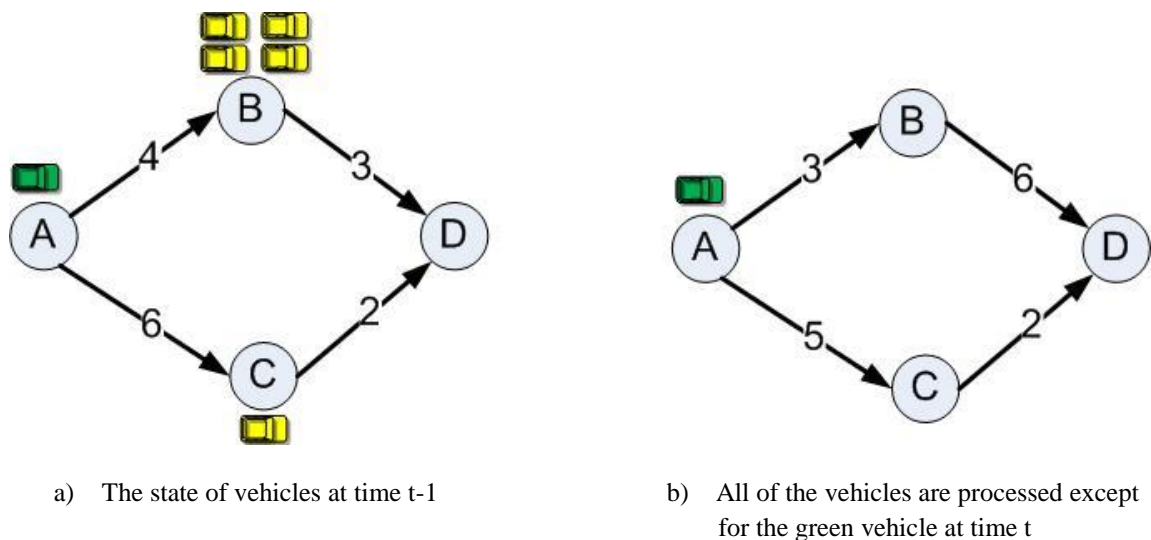 B
4
3
A
D
6
2
C
B
3
6
A
D
5
2
C
a) The state of vehicles at time t-1
b) All of the vehicles are processed except
for the green vehicle at time t